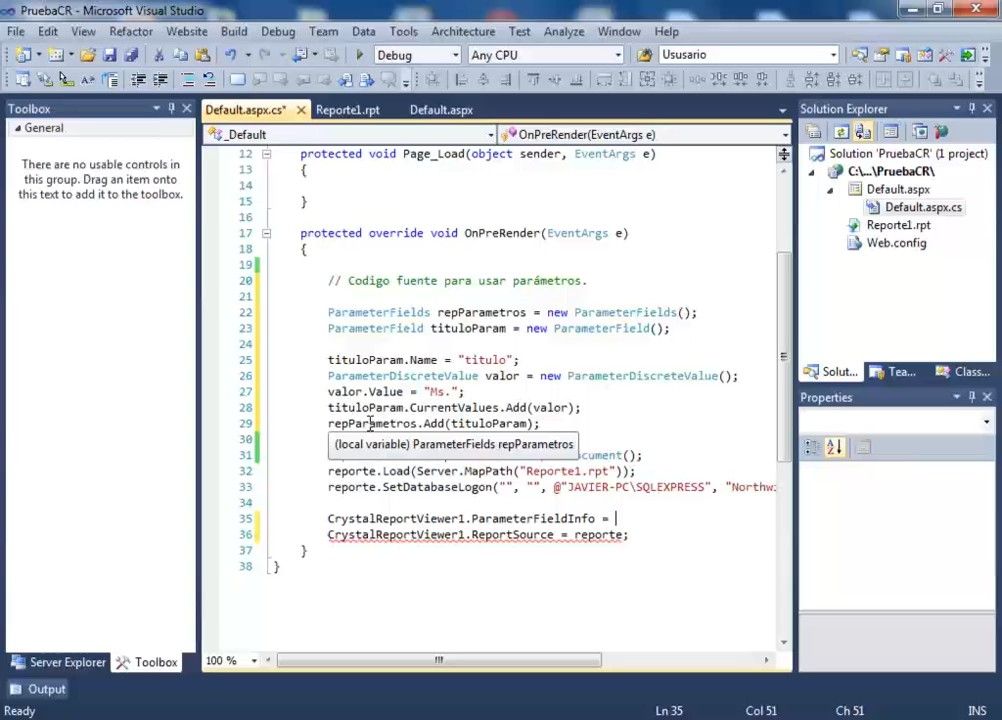 PruebaCR - Microsoft Visual Studio
File Edit View Refactor Website Build Debug Team Data Tools Architecture Test Analyze Window Help
Debug Any CPU Usuario
Toolbox
General
There are no usable controls in
this group. Drag an item onto
this text to add it to the toolbox.
Server Explorer Toolbox
Default.aspx.cs* Reporte1.rpt Default.aspx
_Default OnPreRender(EventArgs e)
12 protected void Page_Load(object sender, EventArgs e)
13 {
14
15 }
16
17 protected override void OnPreRender(EventArgs e)
18 {
19
20 // Codigo fuente para usar parámetros.
21
22 ParameterFields repParametros = new ParameterFields();
23 ParameterField tituloParam = new ParameterField();
24
25 tituloParam.Name = "titulo";
26 ParameterDiscreteValue valor = new ParameterDiscreteValue();
27 valor.Value = "Ms.";
28 tituloParam.CurrentValues.Add(valor);
29 repParametros.Add(tituloParam);
30
(local variable) ParameterFields repParametros
31 ocument();
32 reporte.Load(Server.MapPath("Reporte1.rpt"));
33 reporte.SetDatabaseLogon("", "", @"JAVIER-PC\SQLEXPRESS", "Northwi
34
35 CrystalReportViewer1.ParameterFieldInfo =
36 CrystalReportViewer1.ReportSource = reporte;
37 }
38 }
100 %
Solution Explorer
Solution 'PruebaCR' (1 project)
C:\...\PruebaCR\
Default.aspx
Default.aspx.cs
Reporte1.rpt
Web.config
Solut... Tea... Class...
Properties
Output
Ready Ln 35 Col 51 Ch 51 INS